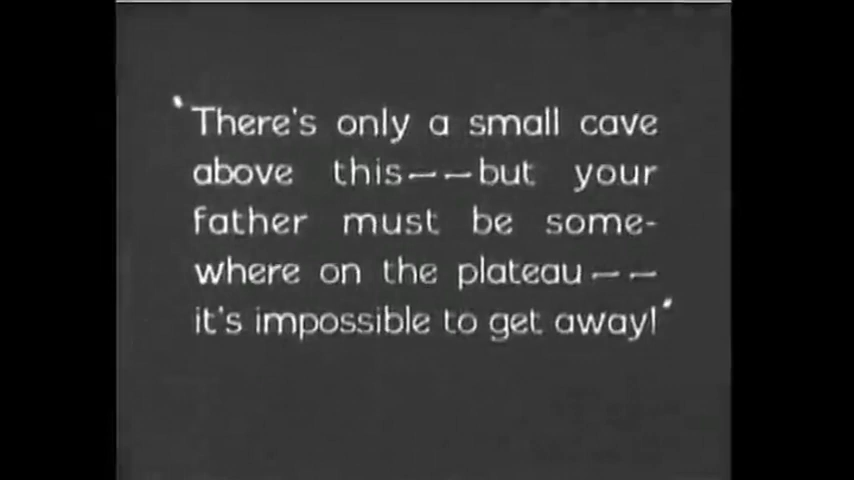 'There's only a small cave
above this——but your
father must be some-
where on the plateau——
it's impossible to get away!'